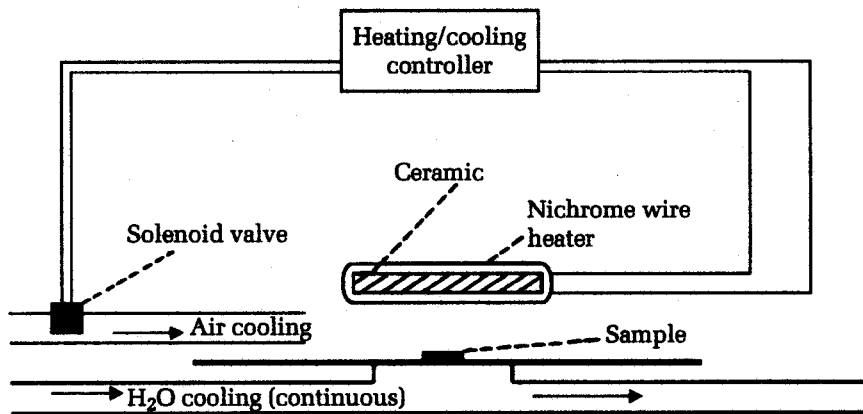 Heating/cooling
controller
Ceramic
Nichrome wire
heater
Solenoid valve
Air cooling
Sample
H₂O cooling (continuous)